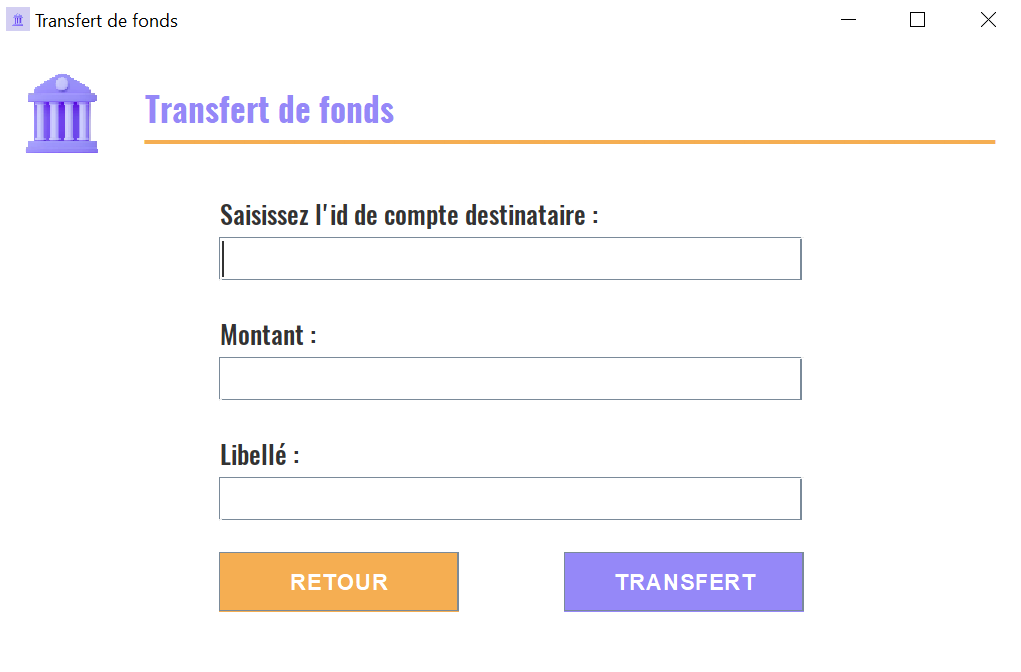 Transfert de fonds
Transfert de fonds
Saisissez l'id de compte destinataire :
Montant :
Libellé :
RETOUR
TRANSFERT